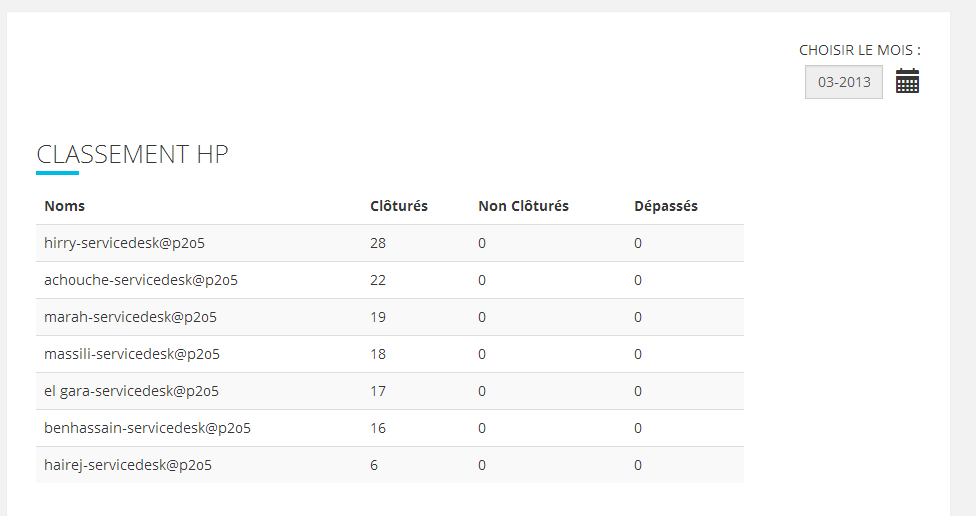 CHOISIR LE MOIS :
03-2013
CLASSEMENT HP
Noms Clôturés Non Clôturés Dépassés
hirry-servicedesk@p2o5 28 0 0
achouche-servicedesk@p2o5 22 0 0
marah-servicedesk@p2o5 19 0 0
massili-servicedesk@p2o5 18 0 0
el gara-servicedesk@p2o5 17 0 0
benhassain-servicedesk@p2o5 16 0 0
hairej-servicedesk@p2o5 6 0 0